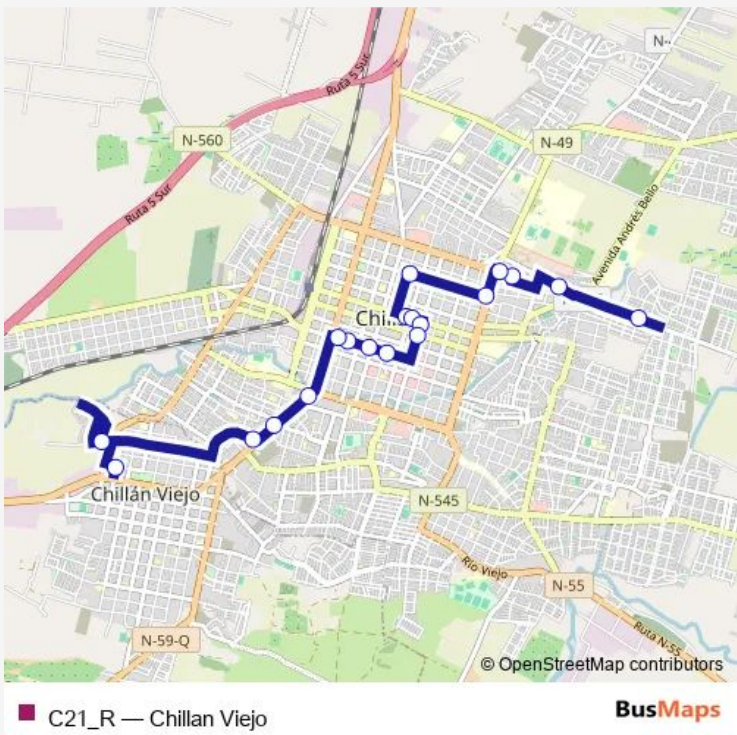 Ruta 5 Sur
N-
N-560
N-49
Ruta 5 Sur
Avenida Andrés Bello
Chillán Viejo
N-545
Río Viejo
N-55
N-59-Q
Ruta N-55
© OpenStreetMap contributors
C21_R — Chillan Viejo
BusMaps